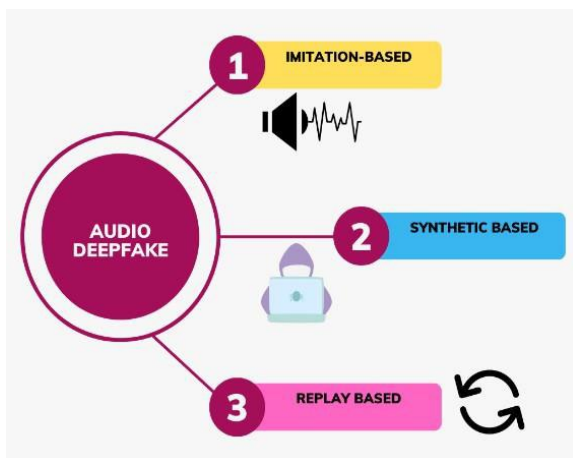 1
IMITATION-BASED
AUDIO
DEEPFAKE
2
SYNTHETIC BASED
3
REPLAY BASED